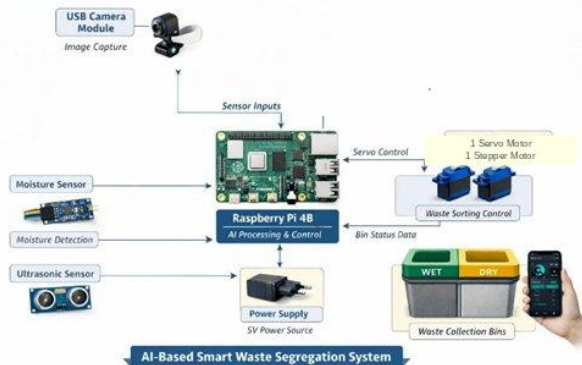 USB Camera
Module
Image Capture
Sensor Inputs
Servo Control
1 Servo Motor
1 Stepper Motor
Moisture Sensor
Waste Sorting Control
Raspberry Pi 4B
AI Processing & Control
Bin Status Data
Moisture Detection
Ultrasonic Sensor
WET
DRY
Power Supply
5V Power Source
Waste Collection Bins
AI-Based Smart Waste Segregation System